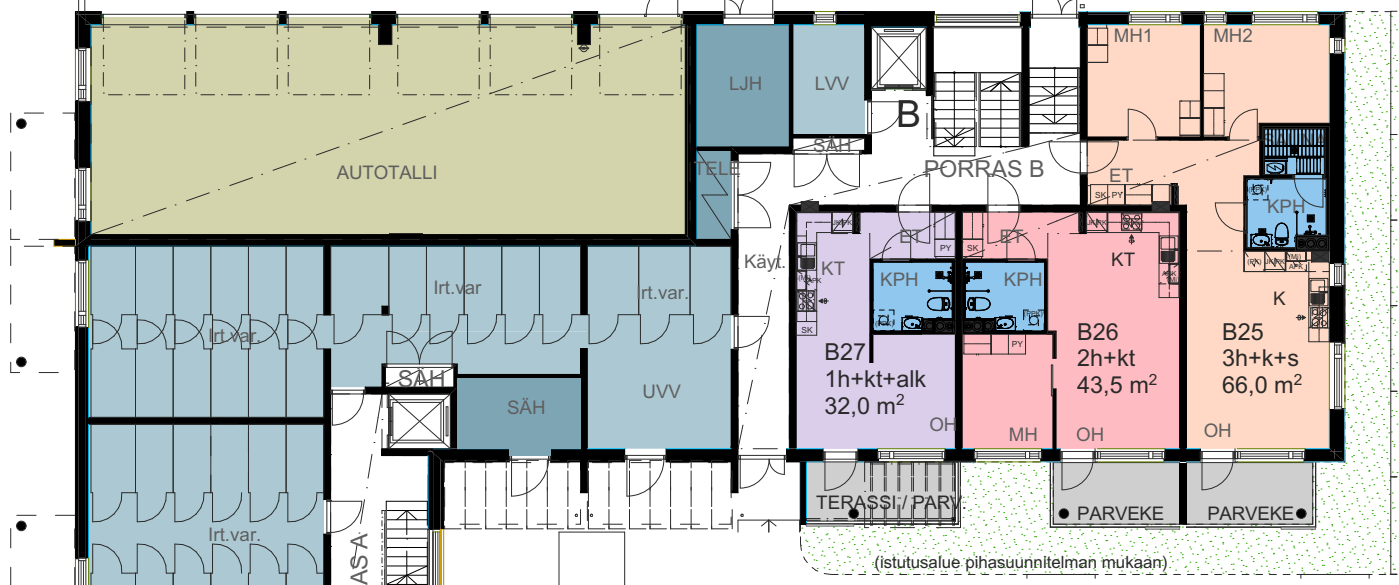 MH1
MH2
LJH
LVV
B
SÄH
PORRAS B
TELE
AUTOTALLI
ET
SK PY
KPH
Käyt.
KT
ET
PY
SK
ET
KT
KPH
KPH
K
Irt.var
Irt.var.
Irt.var.
SK
PY
B27
1h+kt+alk
32,0 m²
B26
2h+kt
43,5 m²
B25
3h+k+s
66,0 m²
SÄH
SÄH
UVV
OH
MH
OH
OH
TERASSI / PARV
PARVEKE
PARVEKE
Irt.var.
AS A
(istutusalue pihasuunnitelman mukaan)